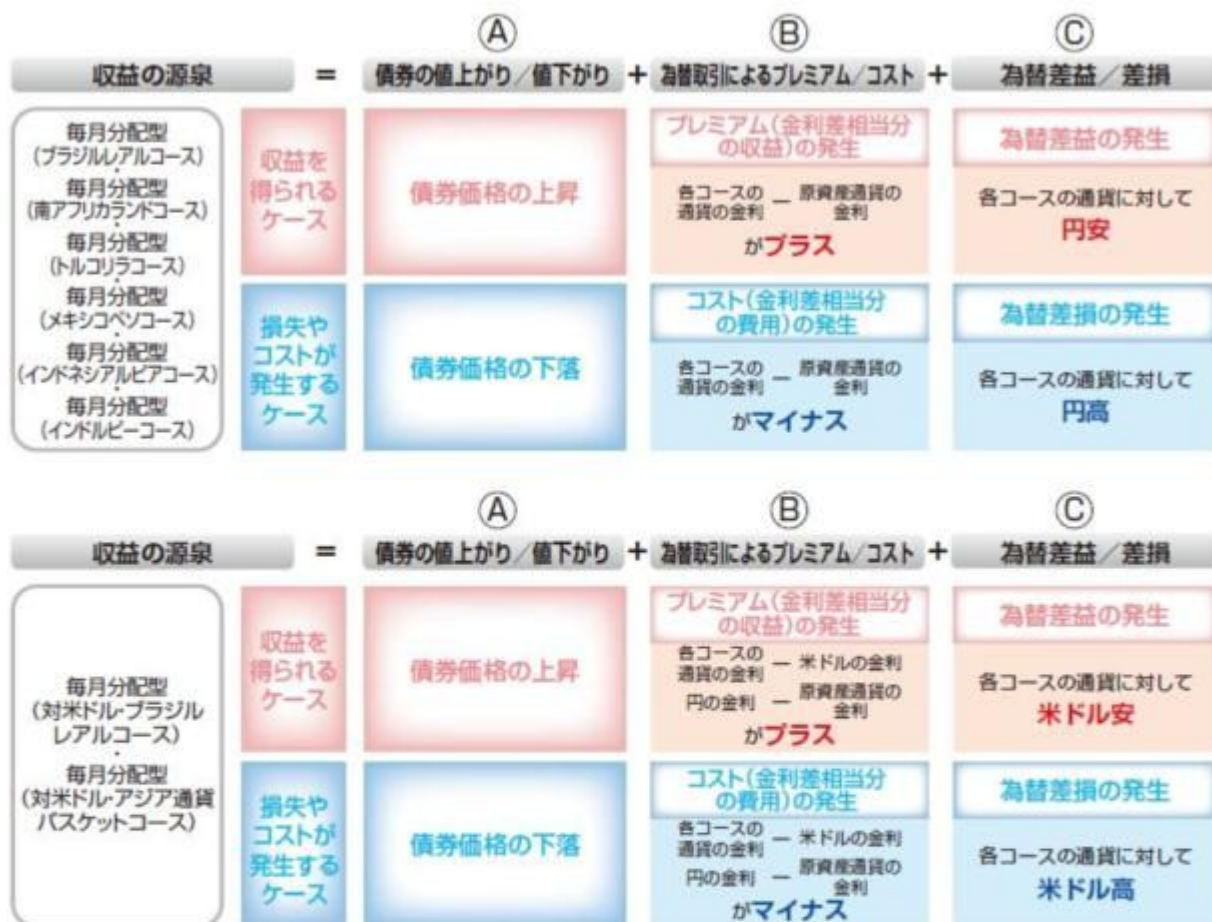 Ⓐ Ⓑ Ⓒ
収益の源泉 = 債券の値上がり/値下がり + 為替取引によるプレミアム/コスト + 為替差益/差損
毎月分配型
(ブラジルレアルコース)
・
毎月分配型
(南アフリカランドコース)
・
毎月分配型
(トルコリラコース)
・
毎月分配型
(メキシコペソコース)
・
毎月分配型
(インドネシアルピアコース)
・
毎月分配型
(インドルピーコース)
収益を
得られる
ケース
債券価格の上昇
プレミアム(金利差相当分
の収益)の発生
各コースの
通貨の金利 ー 原資産通貨の
金利
がプラス
為替差益の発生
各コースの通貨に対して
円安
損失や
コストが
発生する
ケース
債券価格の下落
コスト(金利差相当分
の費用)の発生
各コースの
通貨の金利 ー 原資産通貨の
金利
がマイナス
為替差損の発生
各コースの通貨に対して
円高
Ⓐ Ⓑ Ⓒ
収益の源泉 = 債券の値上がり/値下がり + 為替取引によるプレミアム/コスト + 為替差益/差損
毎月分配型
(対米ドル・ブラジル
レアルコース)
・
毎月分配型
(対米ドル・アジア通貨
バスケットコース)
収益を
得られる
ケース
債券価格の上昇
プレミアム(金利差相当分
の収益)の発生
各コースの
通貨の金利 ー 米ドルの金利
円の金利 ー 原資産通貨の
金利
がプラス
為替差益の発生
各コースの通貨に対して
米ドル安
損失や
コストが
発生する
ケース
債券価格の下落
コスト(金利差相当分
の費用)の発生
各コースの
通貨の金利 ー 米ドルの金利
円の金利 ー 原資産通貨の
金利
がマイナス
為替差損の発生
各コースの通貨に対して
米ドル高